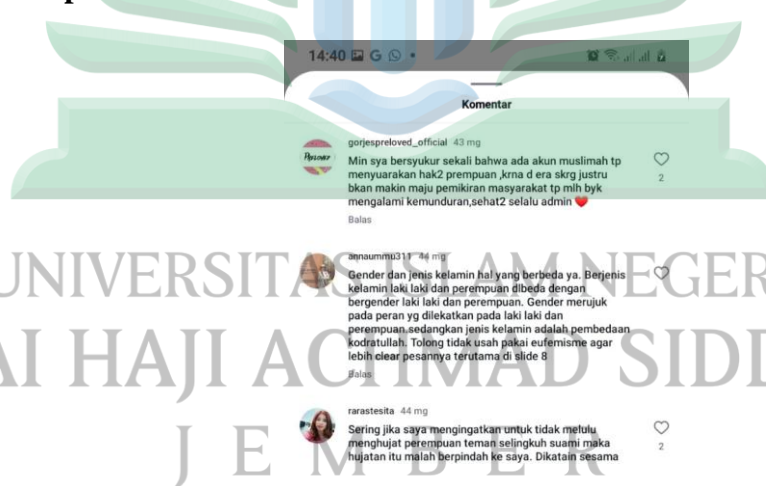 14:40
Komentar
gorjespreloved_official 43 mg
Min sya bersyukur sekali bahwa ada akun muslimah tp
menyuarakan hak2 prempuan ,krna d era skrg justru
bkan makin maju pemikiran masyarakat tp mlh byk
mengalami kemunduran,sehat2 selalu admin ❤️
2
Balas
annaummu311 44 mg
Gender dan jenis kelamin hal yang berbeda ya. Berjenis
kelamin laki laki dan perempuan dibeda dengan
bergender laki laki dan perempuan. Gender merujuk
pada peran yg dilekatkan pada laki laki dan
perempuan sedangkan jenis kelamin adalah pembedaan
kodratullah. Tolong tidak usah pakai eufemisme agar
lebih clear pesannya terutama di slide 8
Balas
rarastesita 44 mg
Sering jika saya mengingatkan untuk tidak melulu
menghujat perempuan teman selingkuh suami maka
hujatan itu malah berpindah ke saya. Dikatain sesama
2
UNIVERSITAS ISLAM NEGER
AI HAJI ACHMAD SIDD
JEMBER